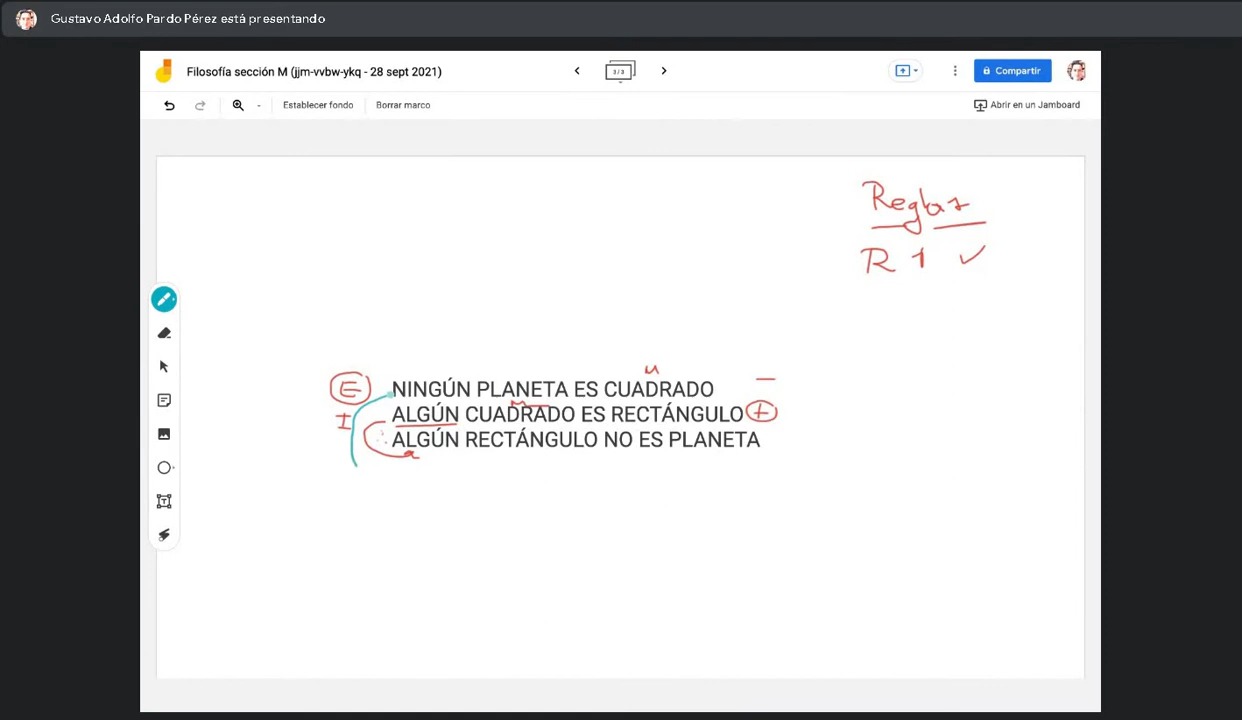 Gustavo Adolfo Pardo Pérez está presentando
Filosofía sección M (jjm-vvbw-ykq - 28 sept 2021)
3/3
Compartir
Establecer fondo
Borrar marco
Abrir en un Jamboard
Reglas
R 1 ✓
M
E NINGÚN PLANETA ES CUADRADO −
M
I ALGÚN CUADRADO ES RECTÁNGULO +
ALGÚN RECTÁNGULO NO ES PLANETA